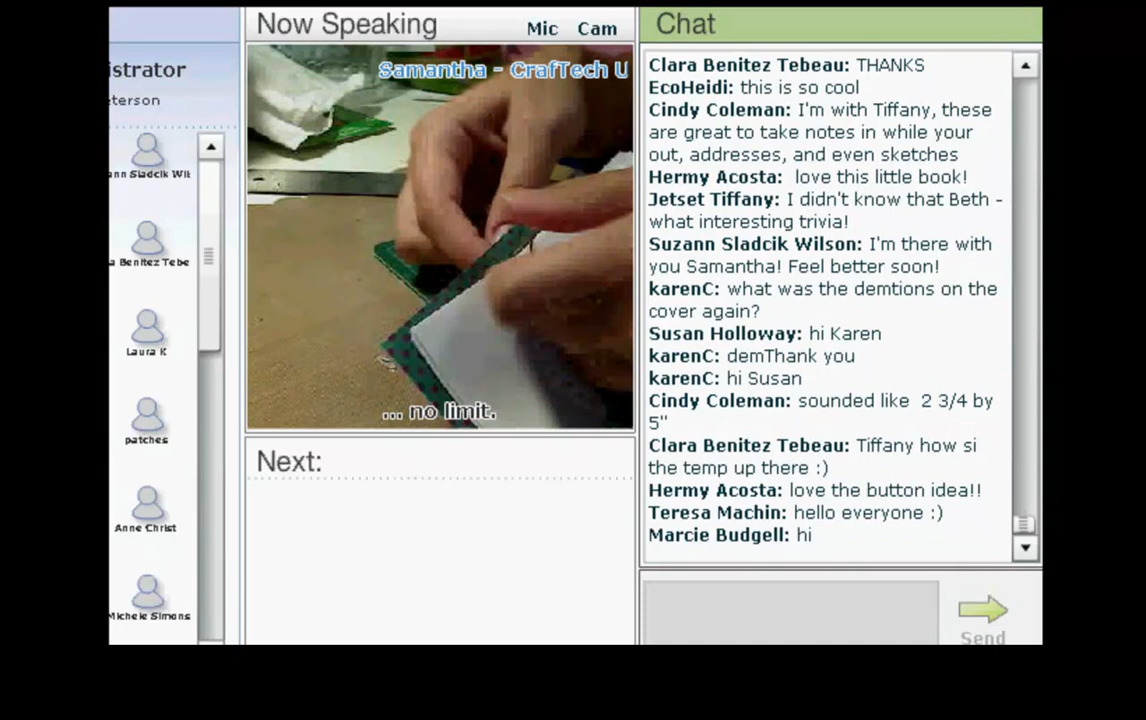 istrator
terson
ann Sladcik Wil
a Benitez Tebe
Laura K
patches
Anne Christ
Michele Simons
Now Speaking
Mic Cam
Samantha - CrafTech U
... no limit.
Next:
Chat
Clara Benitez Tebeau: THANKS
EcoHeidi: this is so cool
Cindy Coleman: I'm with Tiffany, these
are great to take notes in while your
out, addresses, and even sketches
Hermy Acosta: love this little book!
Jetset Tiffany: I didn't know that Beth -
what interesting trivia!
Suzann Sladcik Wilson: I'm there with
you Samantha! Feel better soon!
karenC: what was the demtions on the
cover again?
Susan Holloway: hi Karen
karenC: demThank you
karenC: hi Susan
Cindy Coleman: sounded like 2 3/4 by
5"
Clara Benitez Tebeau: Tiffany how si
the temp up there :)
Hermy Acosta: love the button idea!!
Teresa Machin: hello everyone :)
Marcie Budgell: hi
Send